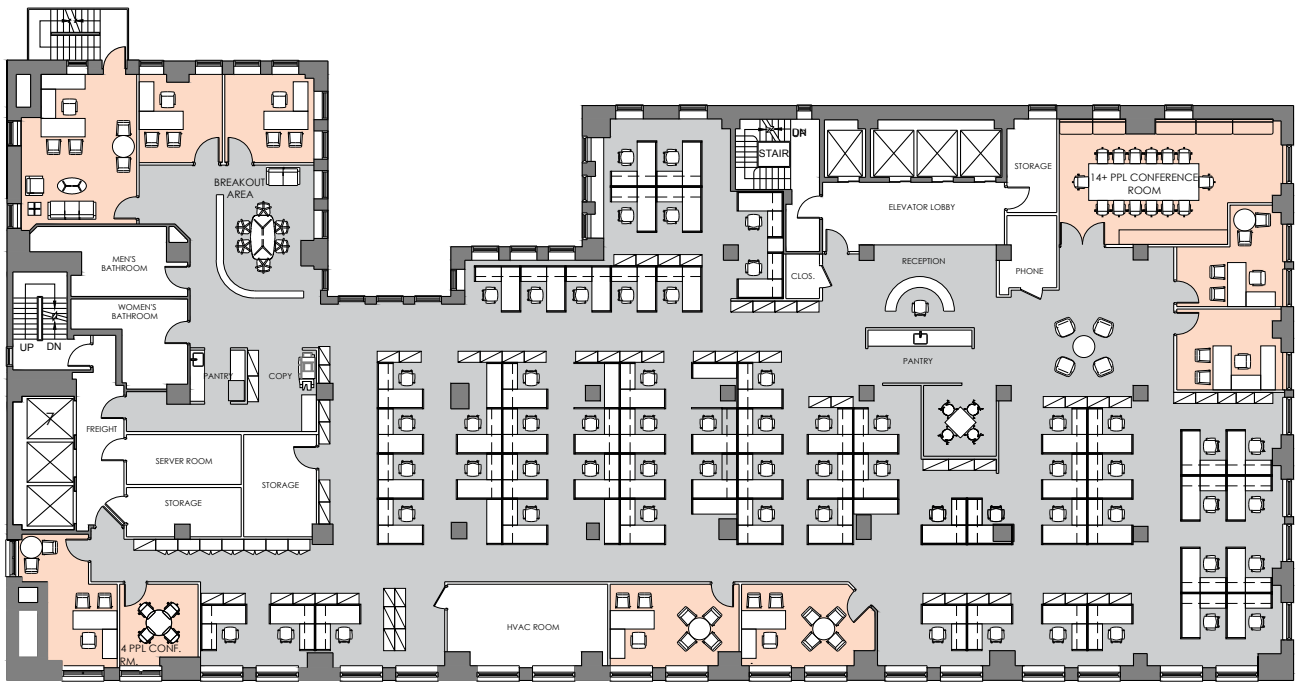 DN
STAIR
STORAGE
14+ PPL CONFERENCE
ROOM
BREAKOUT
AREA
ELEVATOR LOBBY
MEN'S
BATHROOM
RECEPTION
PHONE
CLOS.
WOMEN'S
BATHROOM
UP DN
PANTRY
PANTRY
COPY
FREIGHT
SERVER ROOM
STORAGE
STORAGE
HVAC ROOM
4 PPL CONF.
RM.